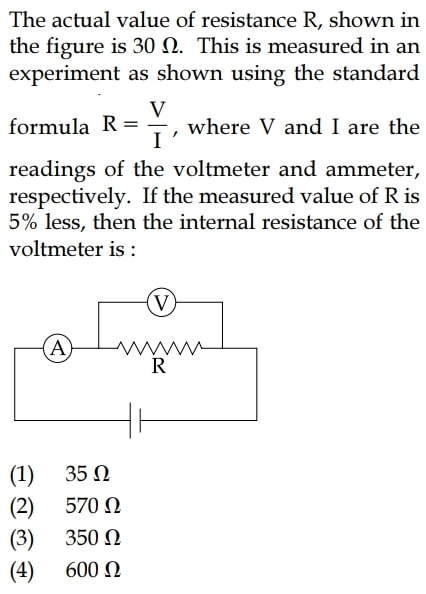 The actual value of resistance R, shown in
the figure is 30 Ω. This is measured in an
experiment as shown using the standard
formula R = V/I, where V and I are the
readings of the voltmeter and ammeter,
respectively. If the measured value of R is
5% less, then the internal resistance of the
voltmeter is :
V
A
R
(1) 35 Ω
(2) 570 Ω
(3) 350 Ω
(4) 600 Ω